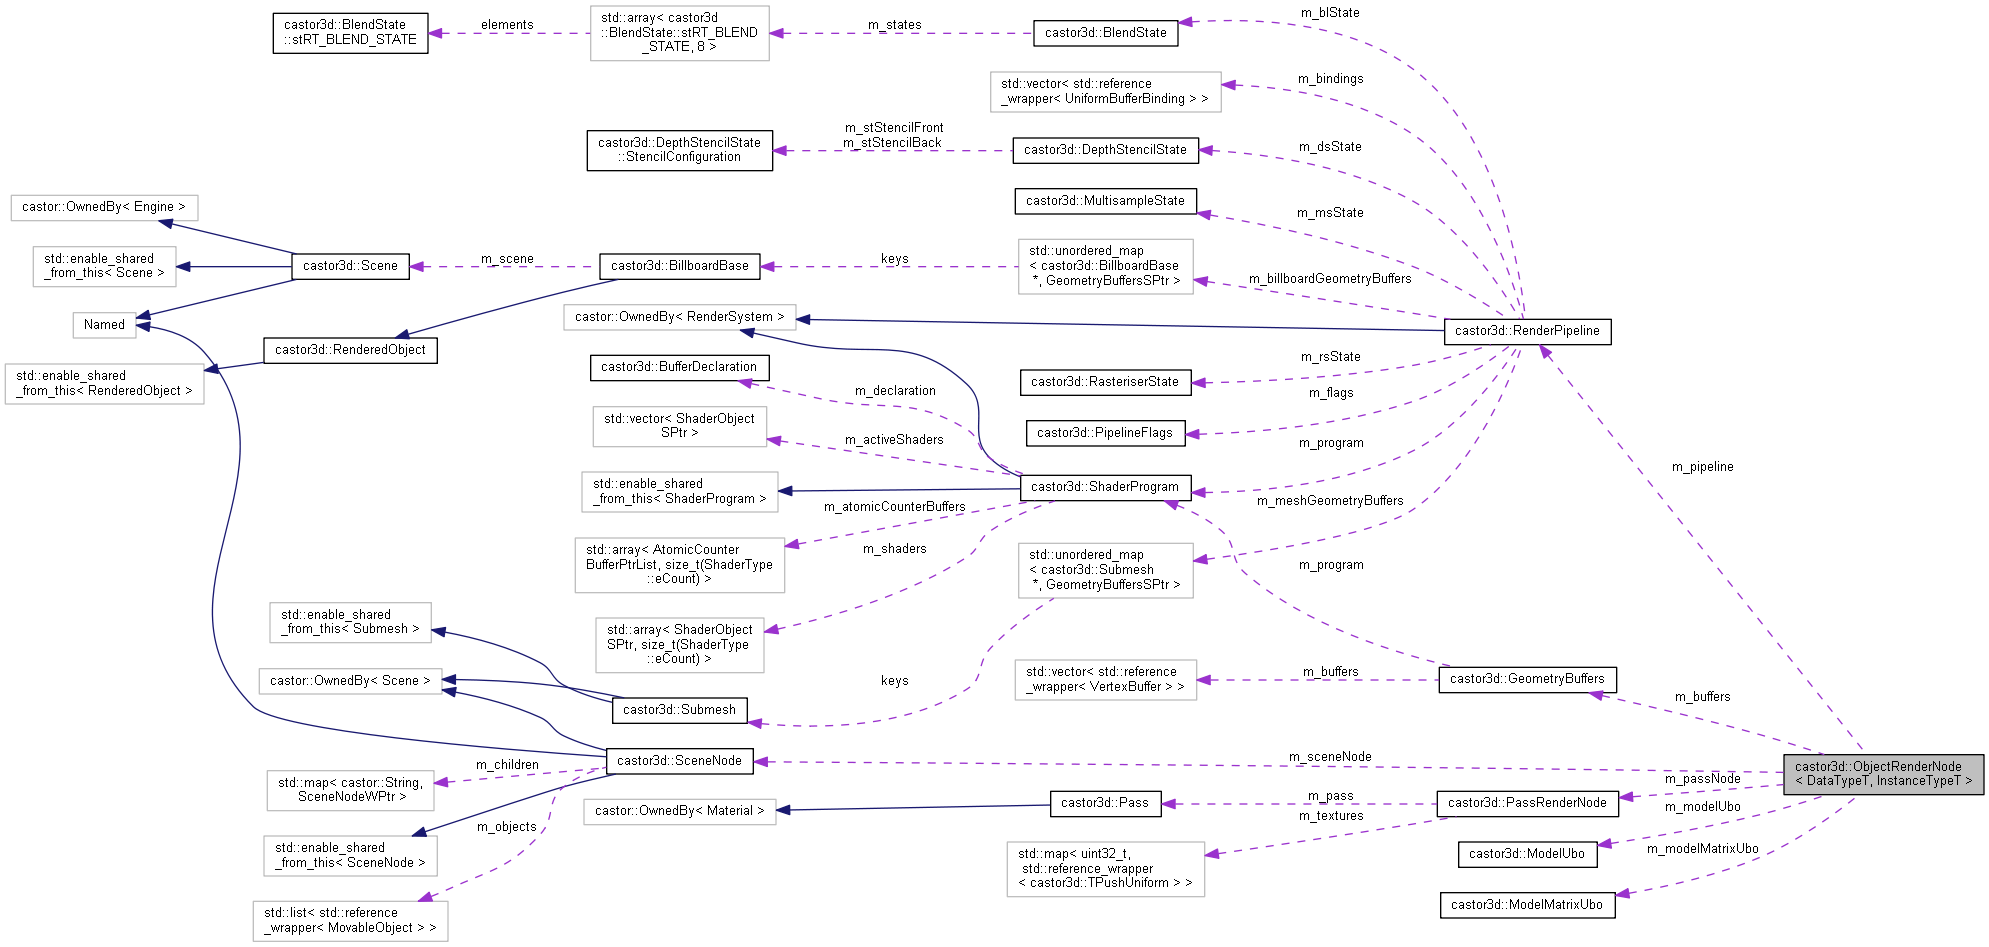 castor3d::BlendState
::stRT_BLEND_STATE
elements
std::array< castor3d
::BlendState::stRT_BLEND
_STATE, 8 >
m_states
castor3d::BlendState
m_blState
std::vector< std::reference
_wrapper< UniformBufferBinding > >
m_bindings
castor3d::DepthStencilState
::StencilConfiguration
m_stStencilFront
m_stStencilBack
castor3d::DepthStencilState
m_dsState
castor3d::MultisampleState
m_msState
castor::OwnedBy< Engine >
std::enable_shared
_from_this< Scene >
castor3d::Scene
m_scene
castor3d::BillboardBase
keys
std::unordered_map
< castor3d::BillboardBase
*, GeometryBuffersSPtr >
m_billboardGeometryBuffers
Named
castor::OwnedBy< RenderSystem >
castor3d::RenderPipeline
castor3d::RenderedObject
std::enable_shared
_from_this< RenderedObject >
castor3d::BufferDeclaration
m_declaration
castor3d::RasteriserState
m_rsState
m_flags
std::vector< ShaderObject
SPtr >
m_activeShaders
castor3d::PipelineFlags
m_program
m_pipeline
std::enable_shared
_from_this< ShaderProgram >
castor3d::ShaderProgram
m_meshGeometryBuffers
m_atomicCounterBuffers
std::array< AtomicCounter
BufferPtrList, size_t(ShaderType
::eCount) >
m_shaders
std::unordered_map
< castor3d::Submesh
*, GeometryBuffersSPtr >
m_program
std::enable_shared
_from_this< Submesh >
std::array< ShaderObject
SPtr, size_t(ShaderType
::eCount) >
castor::OwnedBy< Scene >
keys
std::vector< std::reference
_wrapper< VertexBuffer > >
m_buffers
castor3d::GeometryBuffers
m_buffers
castor3d::Submesh
castor3d::SceneNode
m_sceneNode
castor3d::ObjectRenderNode
< DataTypeT, InstanceTypeT >
m_children
std::map< castor::String,
SceneNodeWPtr >
castor::OwnedBy< Material >
castor3d::Pass
m_pass
m_textures
castor3d::PassRenderNode
m_passNode
m_modelUbo
m_objects
std::enable_shared
_from_this< SceneNode >
std::map< uint32_t,
std::reference_wrapper
< castor3d::TPushUniform > >
castor3d::ModelUbo
m_modelMatrixUbo
std::list< std::reference
_wrapper< MovableObject > >
castor3d::ModelMatrixUbo